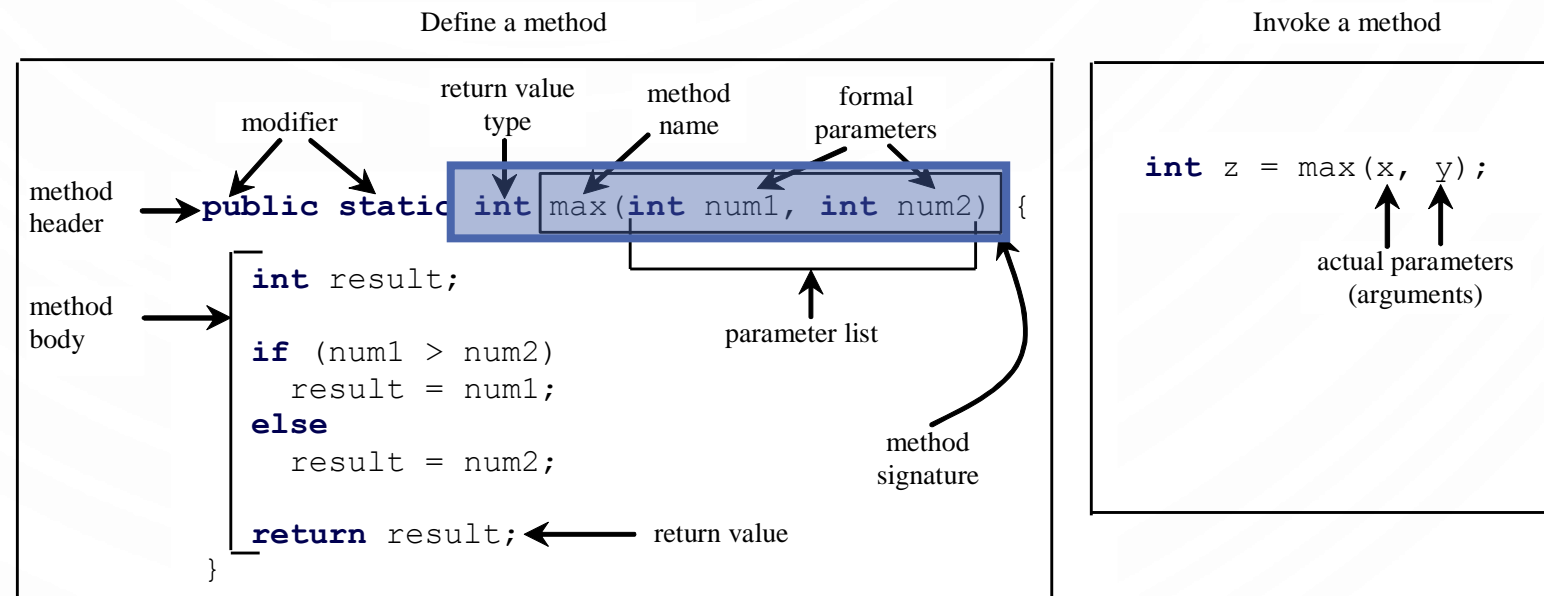 Define a method
Invoke a method
return value
type
method
name
formal
parameters
modifier
method
header
public static int max(int num1, int num2) {
int result;
method
body
parameter list
if (num1 > num2)
result = num1;
else
result = num2;
method
signature
return result;
return value
}
int z = max(x, y);
actual parameters
(arguments)